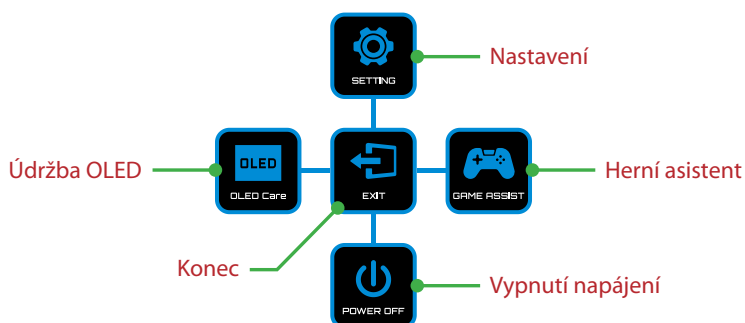 SETTING
Nastavení
Údržba OLED
OLED
OLED Care
EXIT
GAME ASSIST
Herní asistent
Konec
POWER OFF
Vypnutí napájení